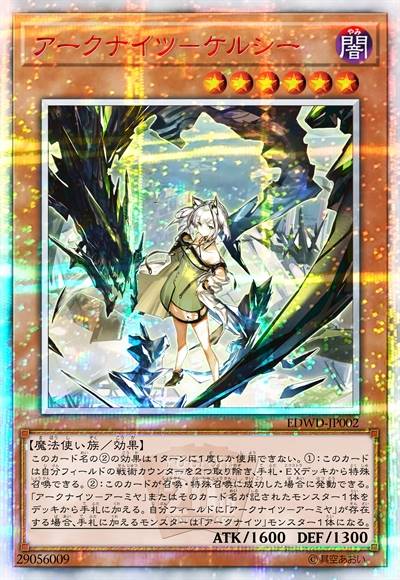 アークナイツーケルシー
闇
やみ
EDWD-JP002
【魔法使い族／効果】
このカード名の②の効果は１ターンに１度しか使用できない。①：このカード
は自分フィールドの戦術カウンターを２つ取り除き、手札・EXデッキから特殊
召喚できる。②：このカードが召喚・特殊召喚に成功した場合に発動できる。
「アークナイツーアーミヤ」またはそのカード名が記されたモンスター１体を
デッキから手札に加える。自分フィールドに「アークナイツーアーミヤ」が存在
する場合、手札に加えるモンスターは「アークナイツ」モンスター１体になる。
ATK/1600 DEF/1300
29056009
©真空あおい